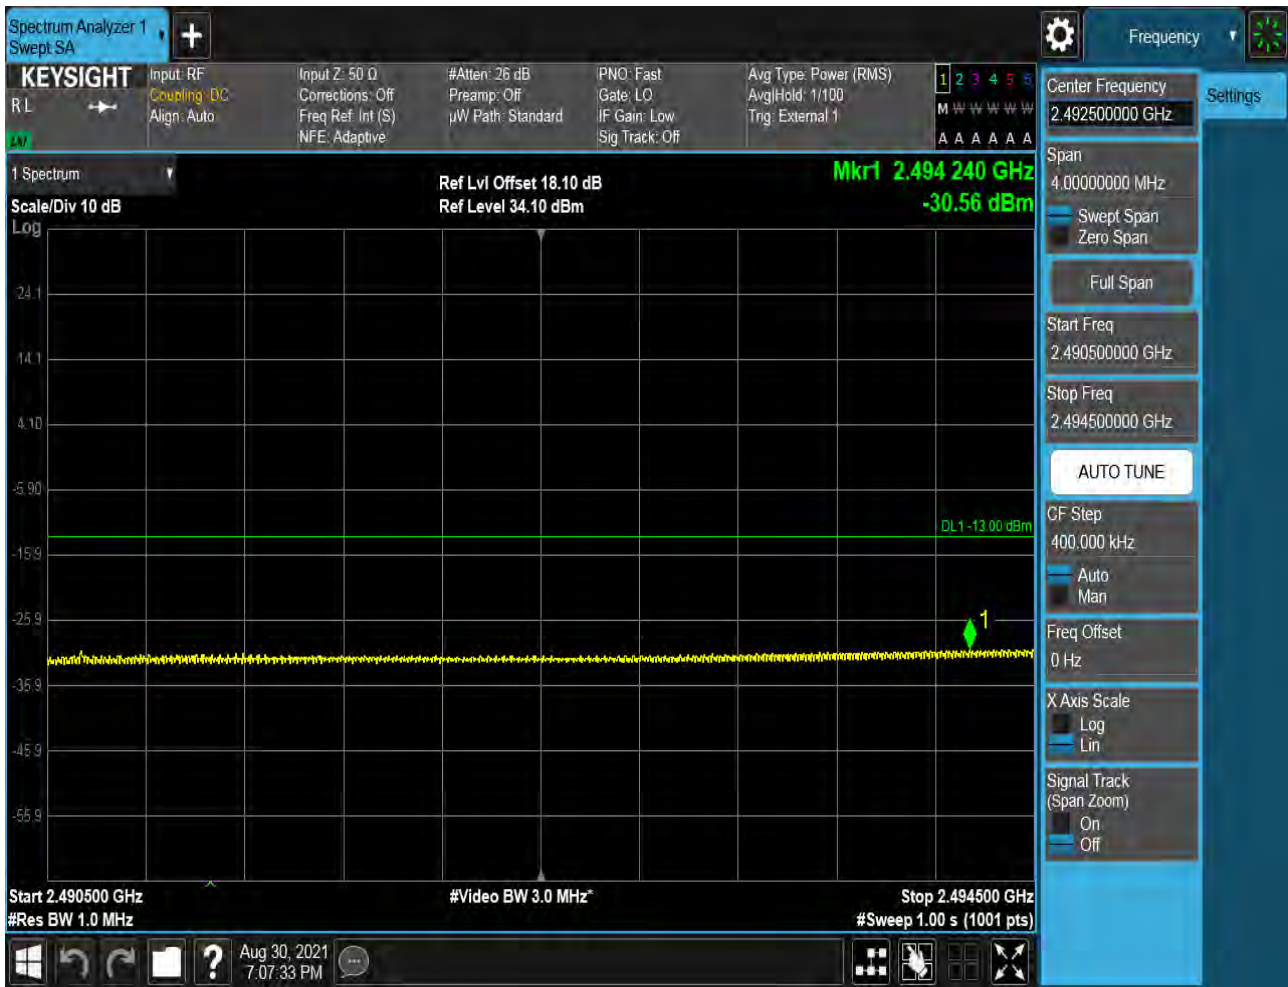 Spectrum Analyzer 1
Swept SA
Frequency
KEYSIGHT
R L
LNI
Input: RF
Coupling: DC
Align: Auto
Input Z: 50 Ω
Corrections: Off
Freq Ref: Int (S)
NFE: Adaptive
#Atten: 26 dB
Preamp: Off
µW Path: Standard
PNO: Fast
Gate: LO
IF Gain: Low
Sig Track: Off
Avg Type: Power (RMS)
Avg|Hold: 1/100
Trig: External 1
1 2 3 4 5 6
M W W W W W
A A A A A A
1 Spectrum
Scale/Div 10 dB
Log
Ref Lvl Offset 18.10 dB
Ref Level 34.10 dBm
Mkr1 2.494 240 GHz
-30.56 dBm
24.1
14.1
4.10
-5.90
-15.9
-25.9
-35.9
-45.9
-55.9
DL1 -13.00 dBm
1
Start 2.490500 GHz
#Res BW 1.0 MHz
#Video BW 3.0 MHz*
Stop 2.494500 GHz
#Sweep 1.00 s (1001 pts)
Center Frequency
2.492500000 GHz
Settings
Span
4.00000000 MHz
Swept Span
Zero Span
Full Span
Start Freq
2.490500000 GHz
Stop Freq
2.494500000 GHz
AUTO TUNE
CF Step
400.000 kHz
Auto
Man
Freq Offset
0 Hz
X Axis Scale
Log
Lin
Signal Track
(Span Zoom)
On
Off
?
Aug 30, 2021
7:07:33 PM